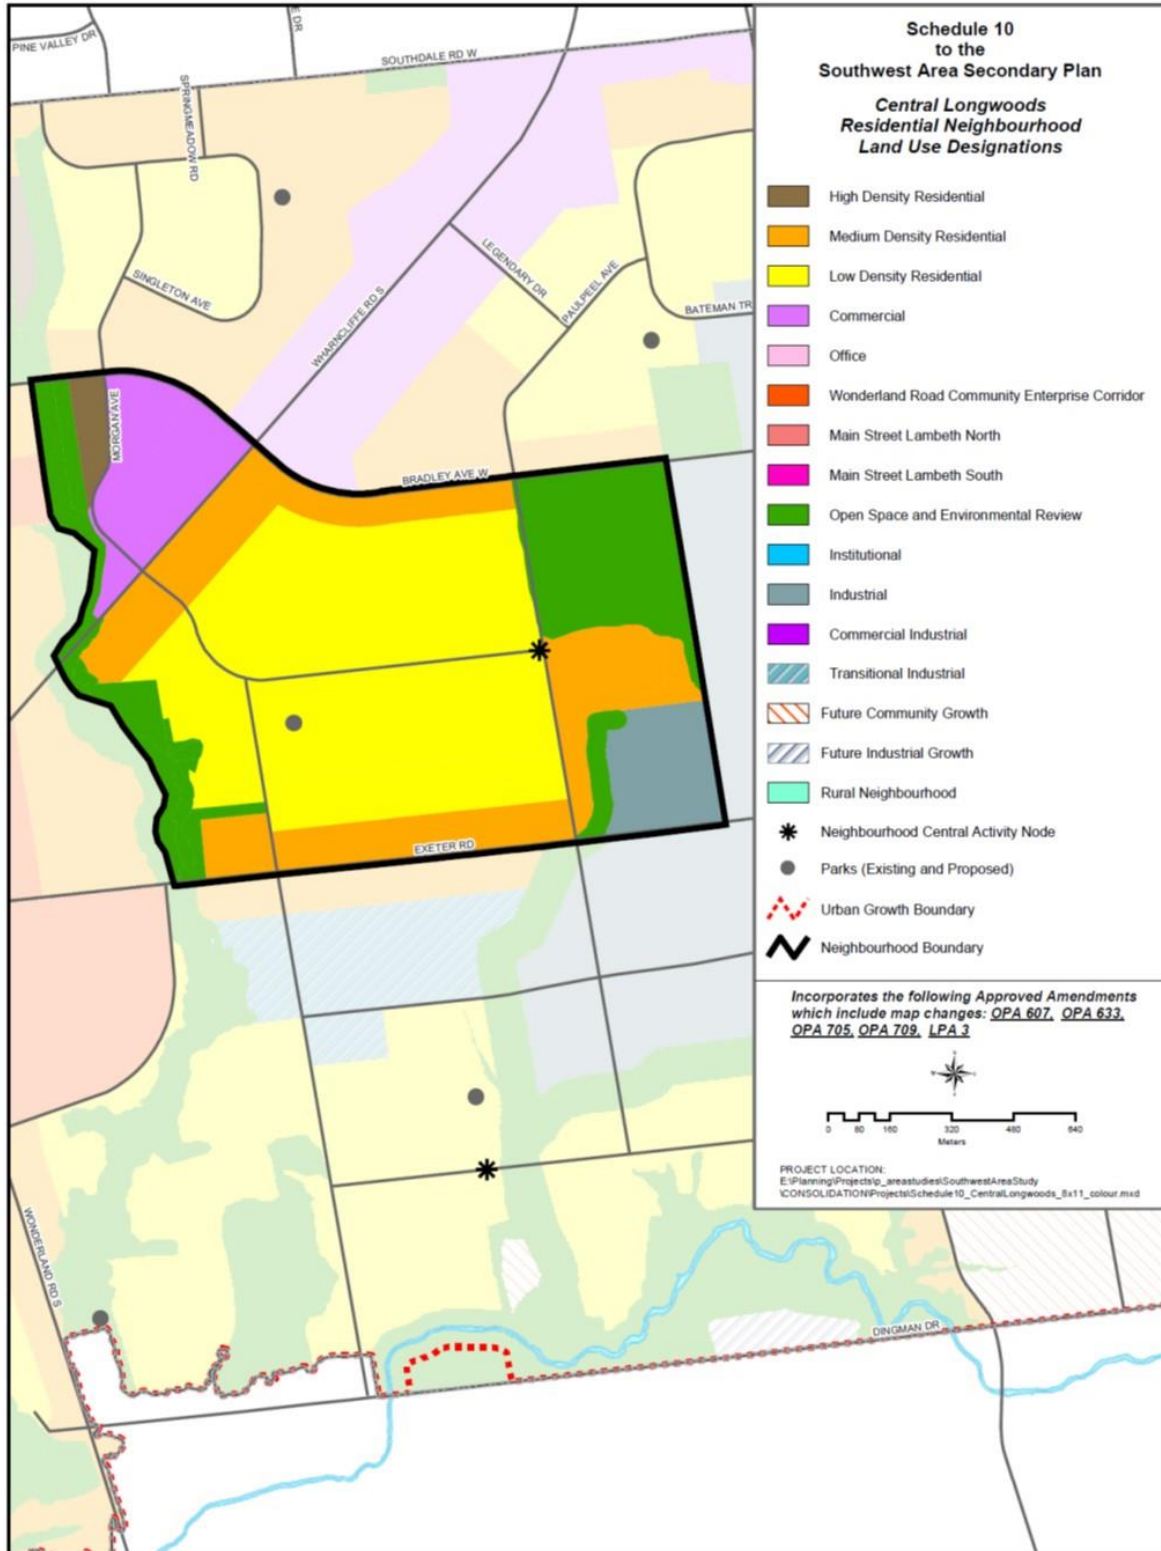 Schedule 10
to the
Southwest Area Secondary Plan
Central Longwoods
Residential Neighbourhood
Land Use Designations
High Density Residential
Medium Density Residential
Low Density Residential
Commercial
Office
Wonderland Road Community Enterprise Corridor
Main Street Lambeth North
Main Street Lambeth South
Open Space and Environmental Review
Institutional
Industrial
Commercial Industrial
Transitional Industrial
Future Community Growth
Future Industrial Growth
Rural Neighbourhood
Neighbourhood Central Activity Node
Parks (Existing and Proposed)
Urban Growth Boundary
Neighbourhood Boundary
Incorporates the following Approved Amendments
which include map changes: OPA 607, OPA 633,
OPA 705, OPA 709, LPA 3
0 80 160 320 480 640
Meters
PROJECT LOCATION:
E:\Planning\Projects\p_areastudies\SouthwestAreaStudy
\CONSOLIDATION\Projects\Schedule10_CentralLongwoods_8x11_colour.mxd
PINE VALLEY DR
E DR
SOUTHDALE RD W
SPRINGMEADOW RD
SINGLETON AVE
WHARNCLIFFE RD S
LEGENDARY DR
PAULPEEL AVE
BATEMAN TR
MORGAN AVE
BRADLEY AVE W
EXETER RD
WONDERLAND RD S
DINGMAN DR